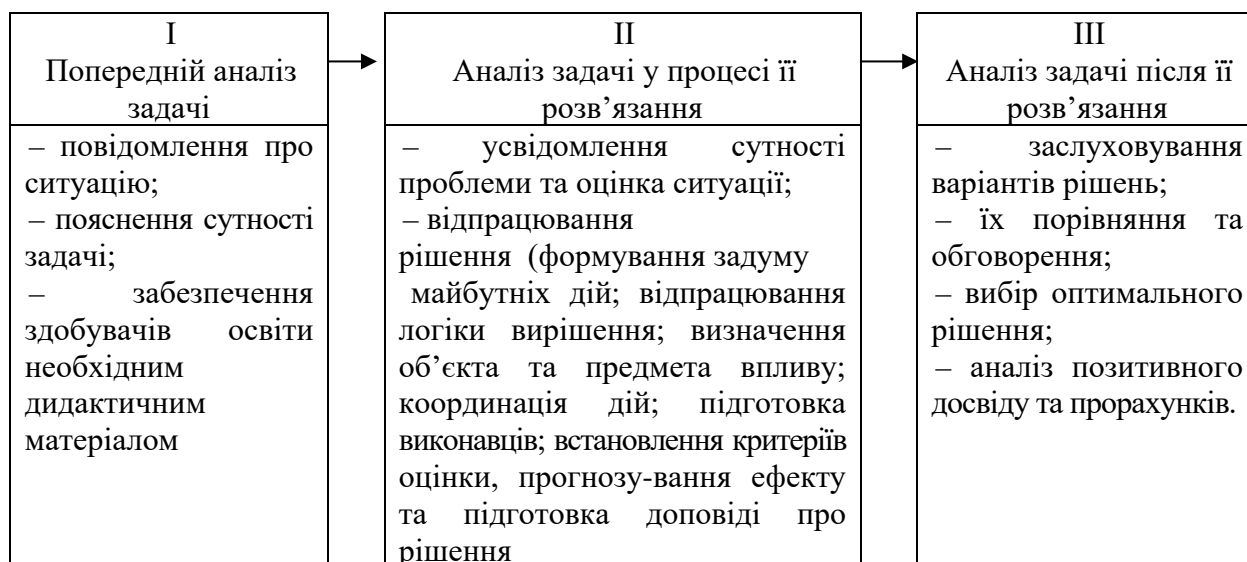 I
Попередній аналіз
задачі
– повідомлення про
ситуацію;
– пояснення сутності
задачі;
– забезпечення
здобувачів освіти
необхідним
дидактичним
матеріалом
II
Аналіз задачі у процесі її
розв’язання
– усвідомлення сутності
проблеми та оцінка ситуації;
– відпрацювання
рішення (формування задуму
майбутніх дій; відпрацювання
логіки вирішення; визначення
об’єкта та предмета впливу;
координація дій; підготовка
виконавців; встановлення критеріїв
оцінки, прогнозу-вання ефекту
та підготовка доповіді про
рішення
III
Аналіз задачі після її
розв’язання
– заслуховування
варіантів рішень;
– їх порівняння та
обговорення;
– вибір оптимального
рішення;
– аналіз позитивного
досвіду та прорахунків.